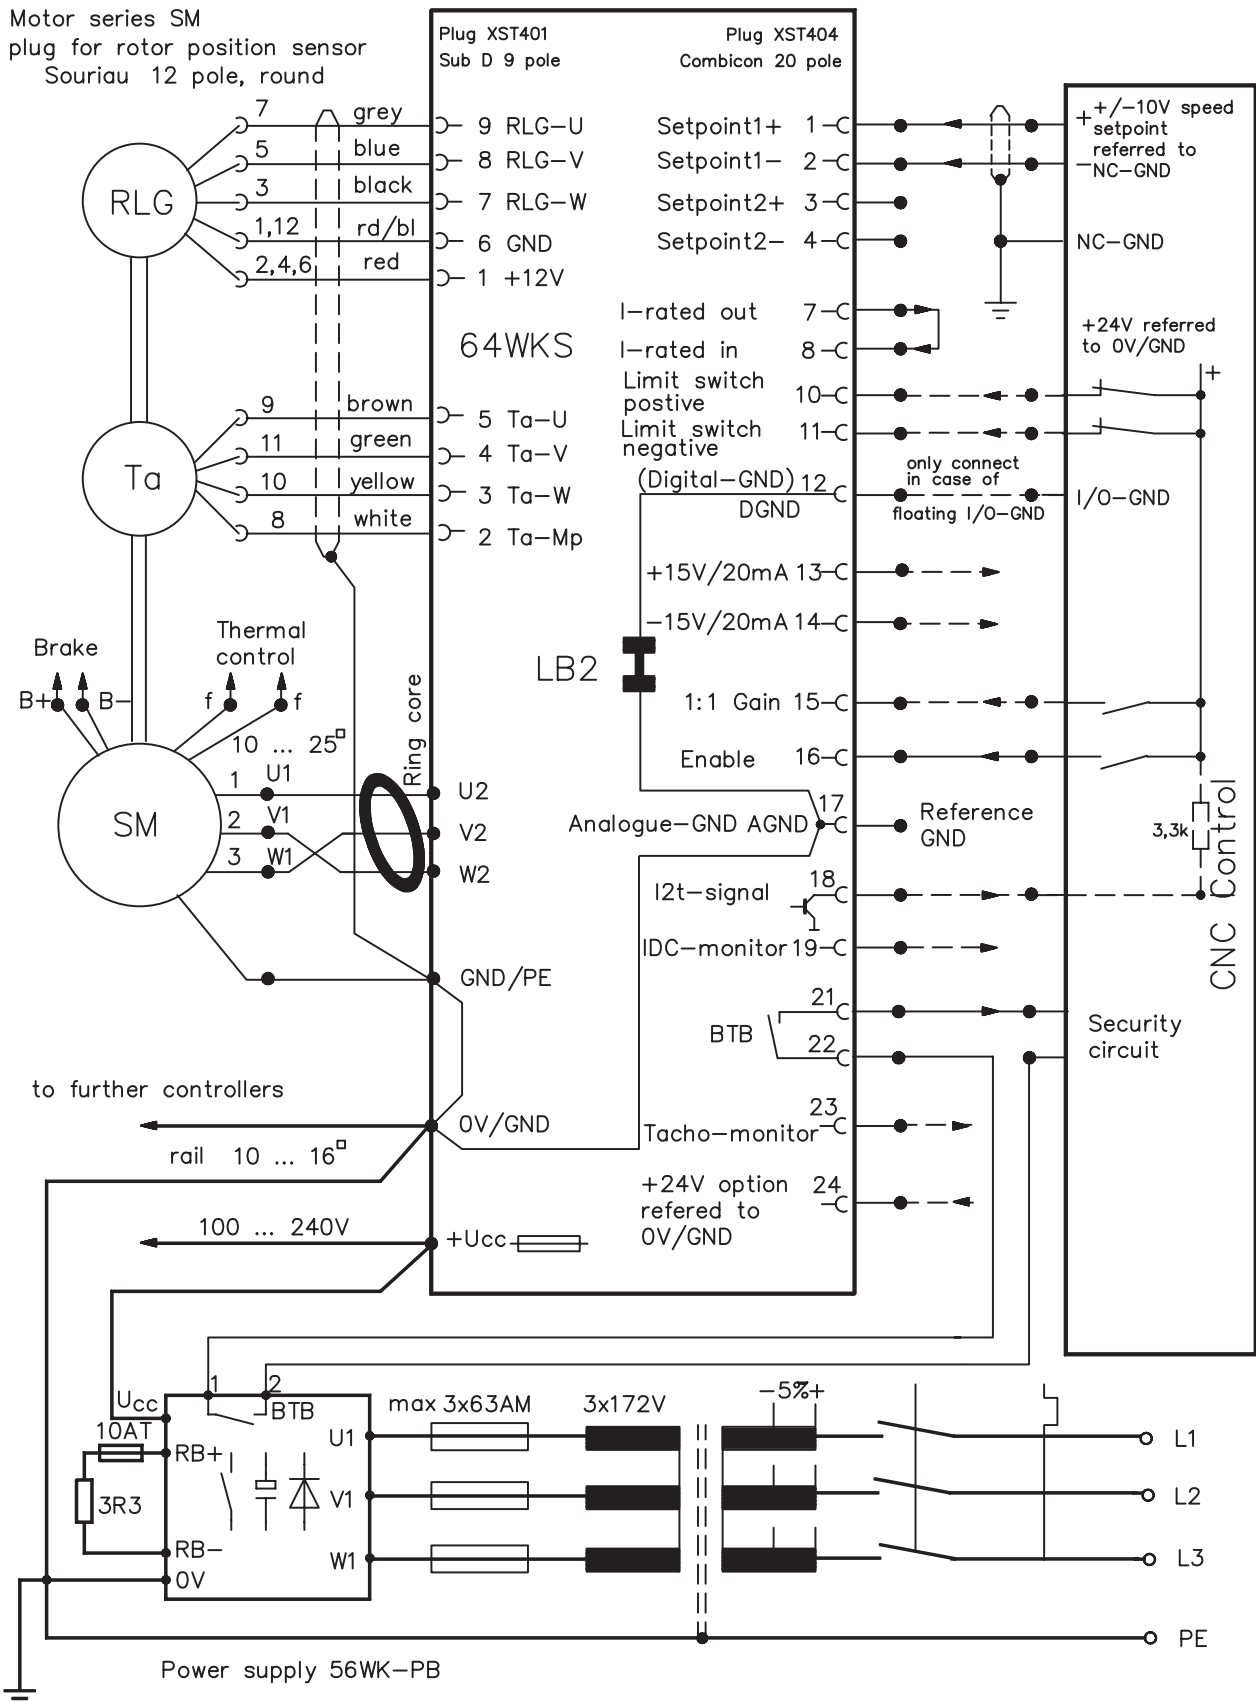 Motor series SM
plug for rotor position sensor
Souriau 12 pole, round
Plug XST401
Sub D 9 pole
Plug XST404
Combicon 20 pole
7 grey
5 blue
3 black
1,12 rd/bl
2,4,6 red
RLG
9 RLG-U
8 RLG-V
7 RLG-W
6 GND
1 +12V
64WKS
9 brown
11 green
10 yellow
8 white
Ta
5 Ta-U
4 Ta-V
3 Ta-W
2 Ta-Mp
Setpoint1+ 1
Setpoint1- 2
Setpoint2+ 3
Setpoint2- 4
I-rated out 7
I-rated in 8
Limit switch
postive
10
Limit switch
negative
11
(Digital-GND) 12
DGND
+15V/20mA 13
-15V/20mA 14
LB2
1:1 Gain 15
Enable 16
17
Analogue-GND AGND
Reference
GND
I2t-signal 18
IDC-monitor 19
21
BTB
22
23
Tacho-monitor
+24V option
refered to
0V/GND
24
+ +/-10V speed
setpoint
referred to
- NC-GND
NC-GND
+24V referred
to 0V/GND
+
only connect
in case of
floating I/O-GND
I/O-GND
3,3k
CNC Control
Security
circuit
Brake
B+ B-
Thermal
control
f f
10 ... 25□
Ring core
SM
1 U1
2 V1
3 W1
U2
V2
W2
GND/PE
to further controllers
0V/GND
rail 10 ... 16□
100 ... 240V
+Ucc
1 2
Ucc
BTB
10AT
RB+
3R3
RB-
0V
U1
V1
W1
max 3x63AM
3x172V
-5%+
L1
L2
L3
PE
Power supply 56WK-PB